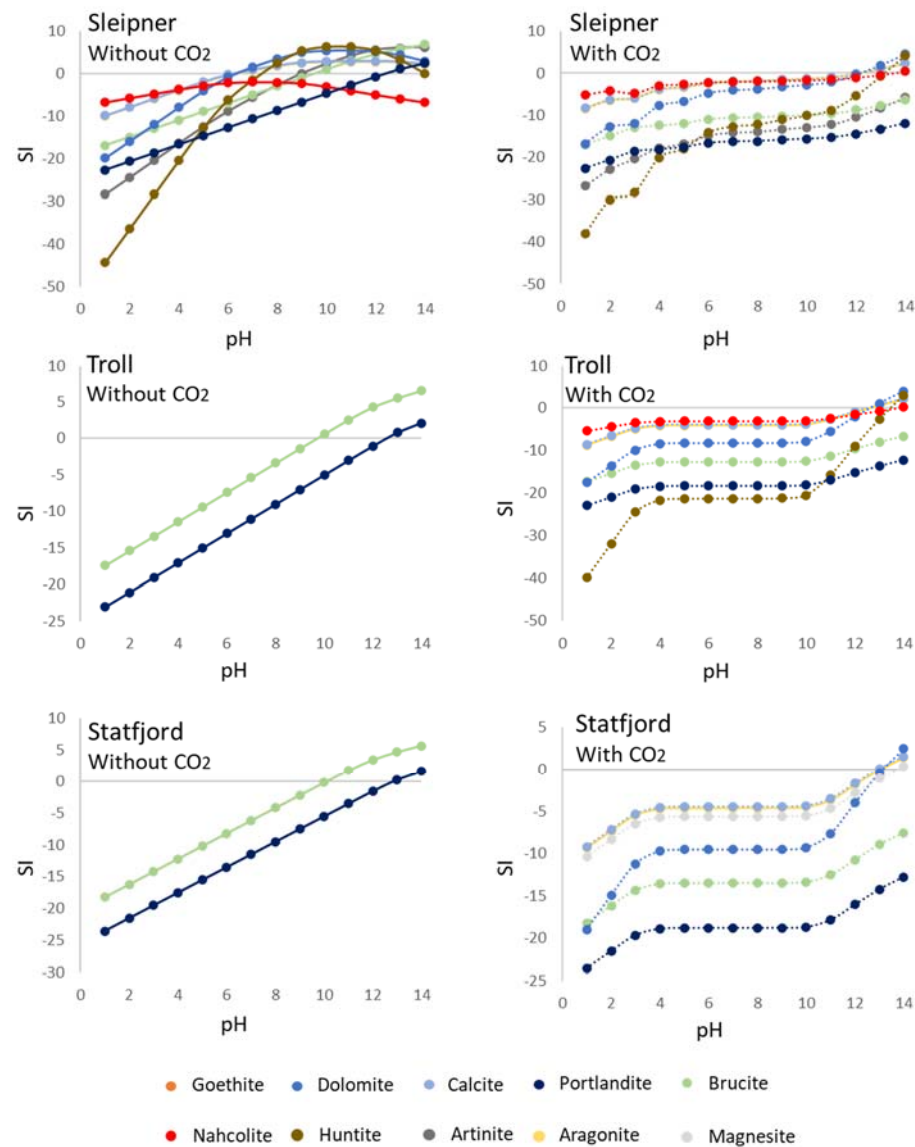 Sleipner
Without CO2
10
0
-10
-20
-30
-40
-50
SI
0 2 4 6 8 10 12 14
pH
Sleipner
With CO2
10
0
-10
-20
-30
-40
-50
SI
0 2 4 6 8 10 12 14
pH
Troll
Without CO2
10
5
0
-5
-10
-15
-20
-25
SI
0 2 4 6 8 10 12 14
pH
Troll
With CO2
10
0
-10
-20
-30
-40
-50
SI
0 2 4 6 8 10 12 14
pH
Statfjord
Without CO2
10
5
0
-5
-10
-15
-20
-25
-30
SI
0 2 4 6 8 10 12 14
pH
Statfjord
With CO2
5
0
-5
-10
-15
-20
-25
SI
0 2 4 6 8 10 12 14
pH
Goethite Dolomite Calcite Portlandite Brucite
Nahcolite Huntite Artinite Aragonite Magnesite